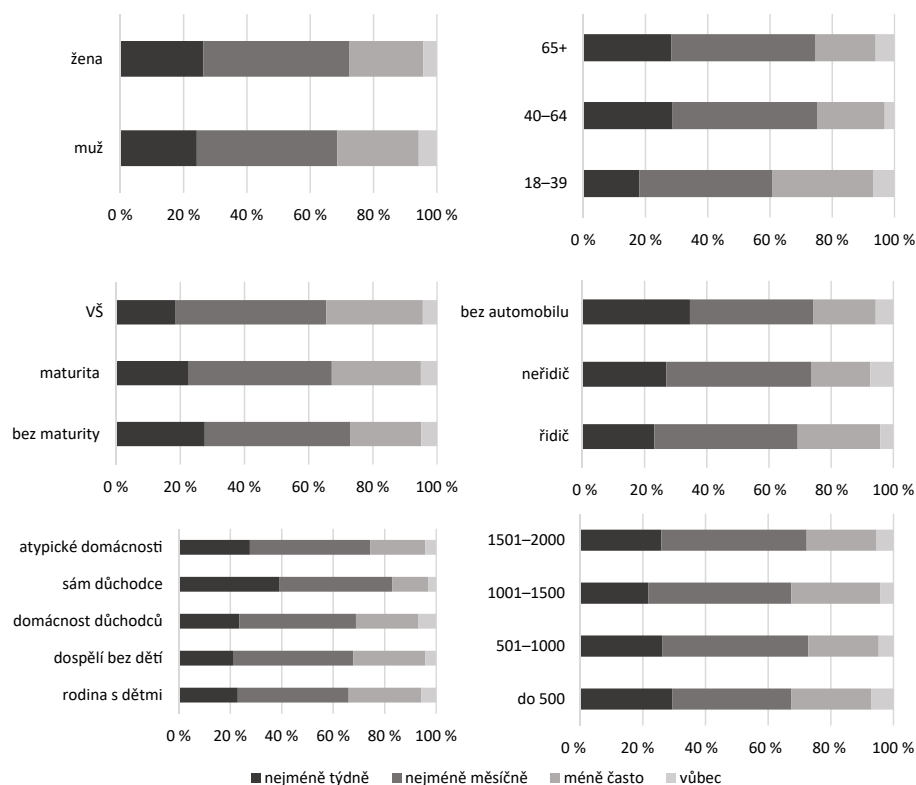 žena
muž
0 % 20 % 40 % 60 % 80 % 100 %
65+
40–64
18–39
0 % 20 % 40 % 60 % 80 % 100 %
VŠ
maturita
bez maturity
0 % 20 % 40 % 60 % 80 % 100 %
bez automobilu
neřidič
řidič
0 % 20 % 40 % 60 % 80 % 100 %
atypické domácnosti
sám důchodce
domácnost důchodců
dospělí bez dětí
rodina s dětmi
0 % 20 % 40 % 60 % 80 % 100 %
1501–2000
1001–1500
501–1000
do 500
0 % 20 % 40 % 60 % 80 % 100 %
nejméně týdně nejméně měsíčně méně často vůbec